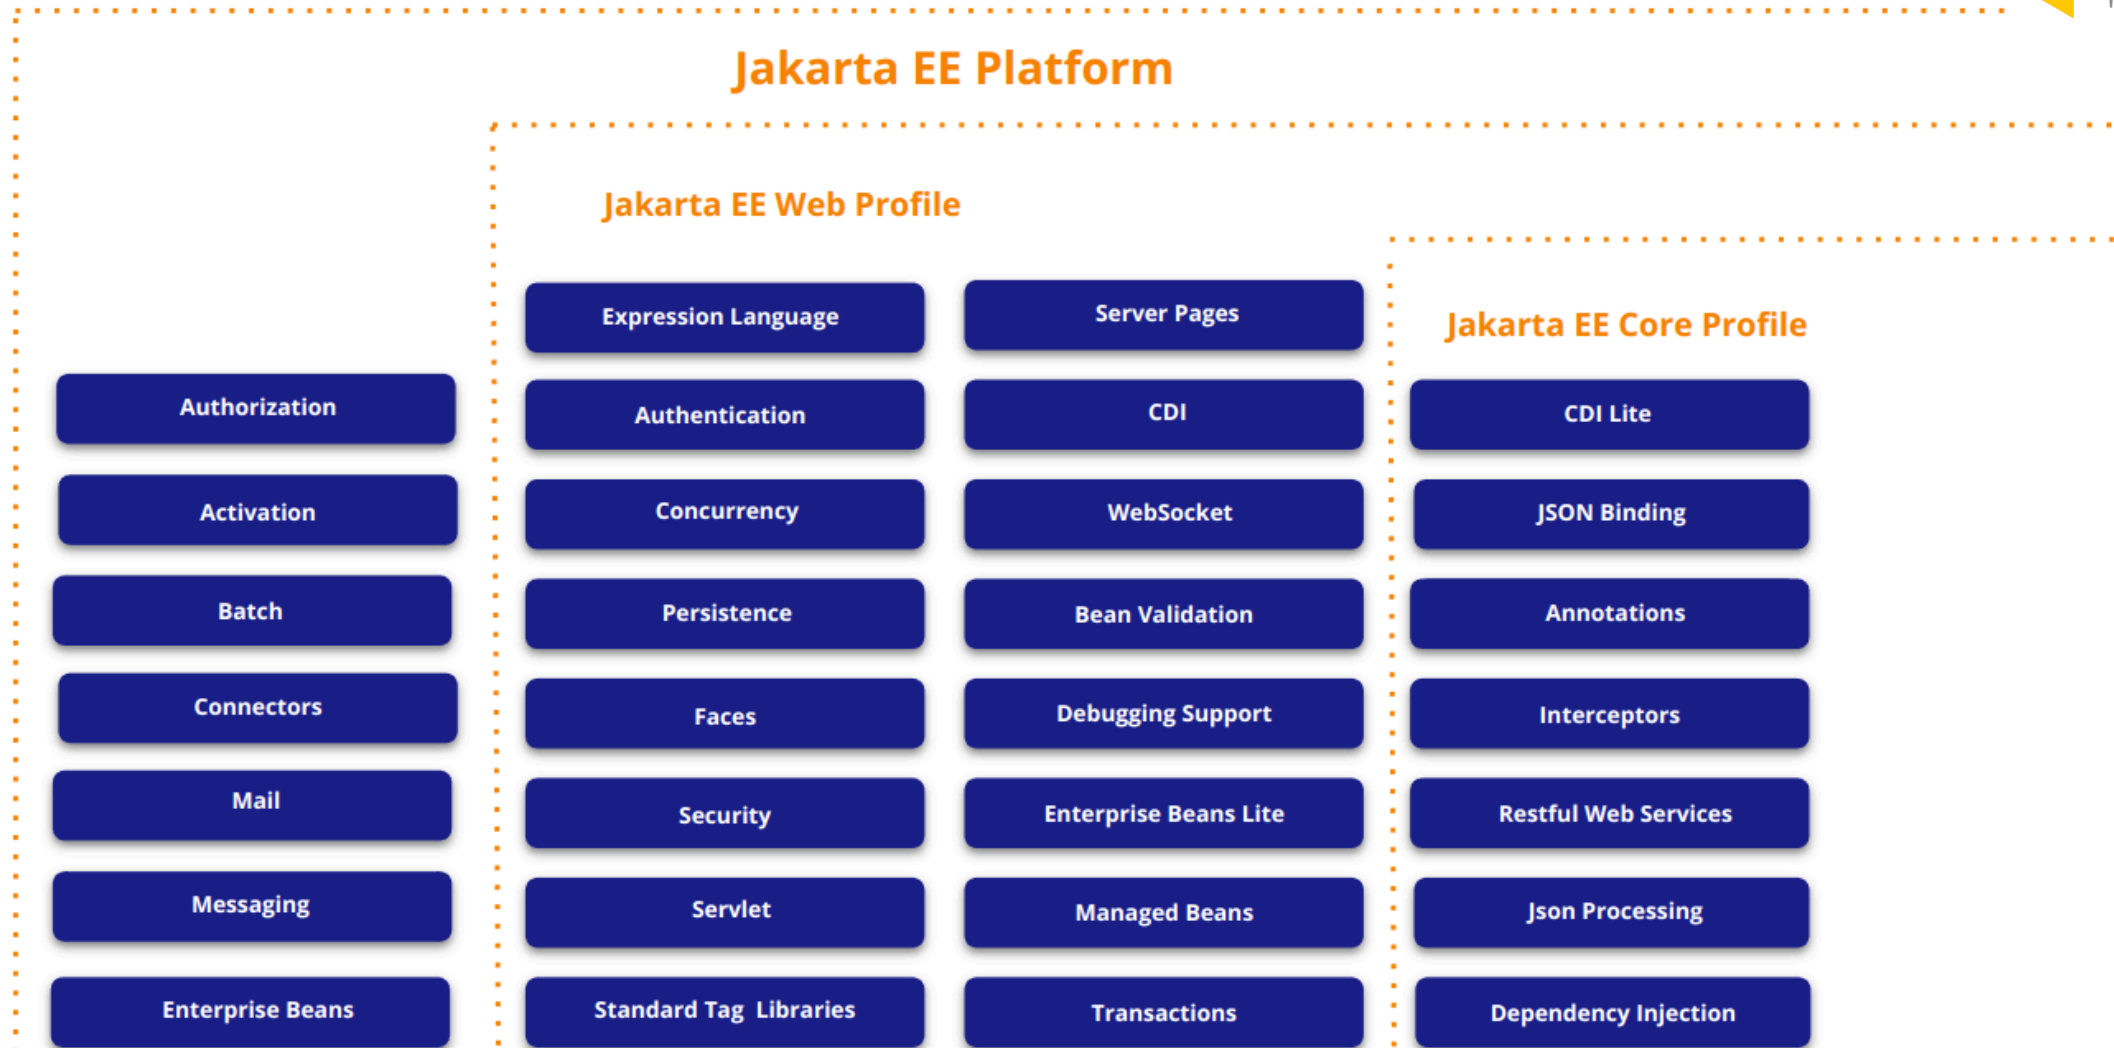 Jakarta EE Platform
Jakarta EE Web Profile
Jakarta EE Core Profile
Authorization
Activation
Batch
Connectors
Mail
Messaging
Enterprise Beans
Expression Language
Authentication
Concurrency
Persistence
Faces
Security
Servlet
Standard Tag Libraries
Server Pages
CDI
WebSocket
Bean Validation
Debugging Support
Enterprise Beans Lite
Managed Beans
Transactions
CDI Lite
JSON Binding
Annotations
Interceptors
Restful Web Services
Json Processing
Dependency Injection